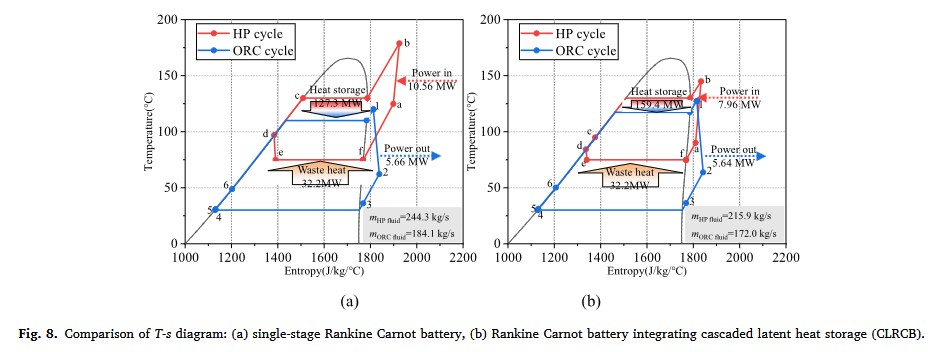 200
150
100
50
0
Temperature(°C)
HP cycle
ORC cycle
b
Power in
10.56 MW
c
Heat storage
127.3 MW
1
a
d
e
f
Power out
5.66 MW
Waste heat
32.2MW
2
6
5
4
3
mHP fluid=244.3 kg/s
mORC fluid=184.1 kg/s
1000 1200 1400 1600 1800 2000 2200
Entropy(J/kg/°C)
(a)
200
150
100
50
0
Temperature(°C)
HP cycle
ORC cycle
b
Power in
7.96 MW
Heat storage
159.4 MW
1
c
d
e
a
f
Power out
5.64 MW
Waste heat
32.2MW
2
6
5
4
3
mHP fluid=215.9 kg/s
mORC fluid=172.0 kg/s
1000 1200 1400 1600 1800 2000 2200
Entropy(J/kg/°C)
(b)
Fig. 8. Comparison of T-s diagram: (a) single-stage Rankine Carnot battery, (b) Rankine Carnot battery integrating cascaded latent heat storage (CLRCB).